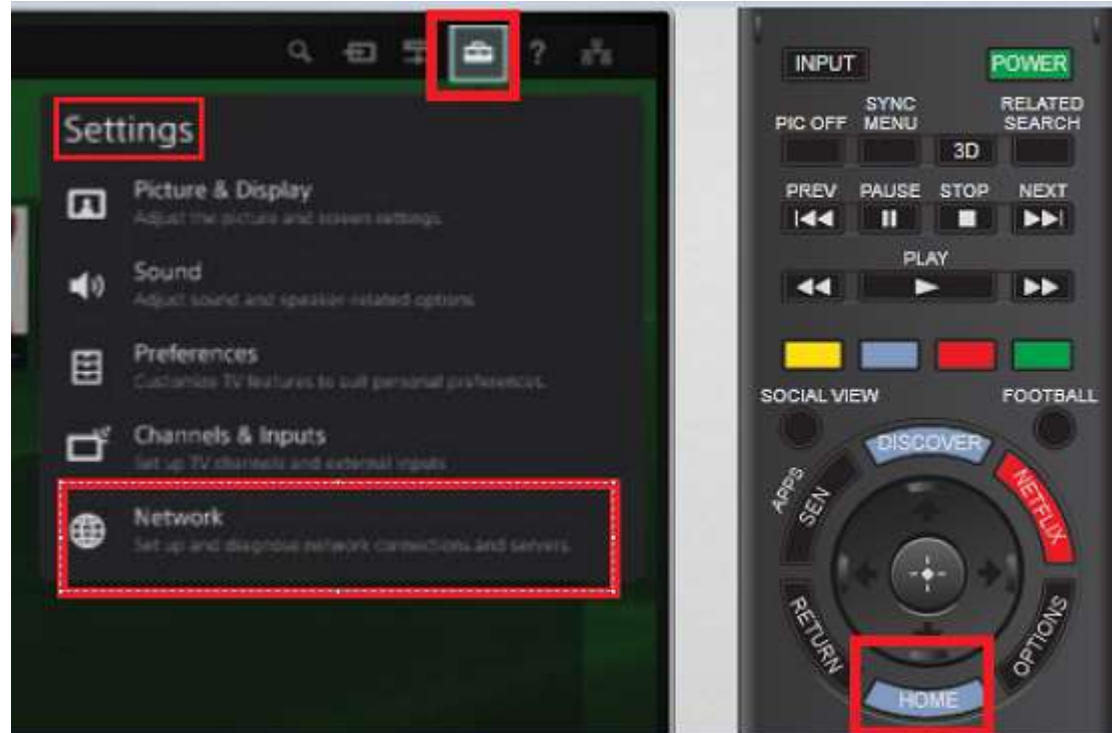 ?
Settings
Picture & Display
Adjust the picture and screen settings.
Sound
Adjust sound and speaker-related options.
Preferences
Customize TV features to suit personal preferences.
Channels & Inputs
Set up TV channels and external inputs
Network
Set up and diagnose network connections and servers.
INPUT POWER
PIC OFF SYNC MENU RELATED SEARCH
3D
PREV PAUSE STOP NEXT
PLAY
SOCIAL VIEW FOOTBALL
DISCOVER
APPS SEN NETFLIX
RETURN OPTIONS
HOME